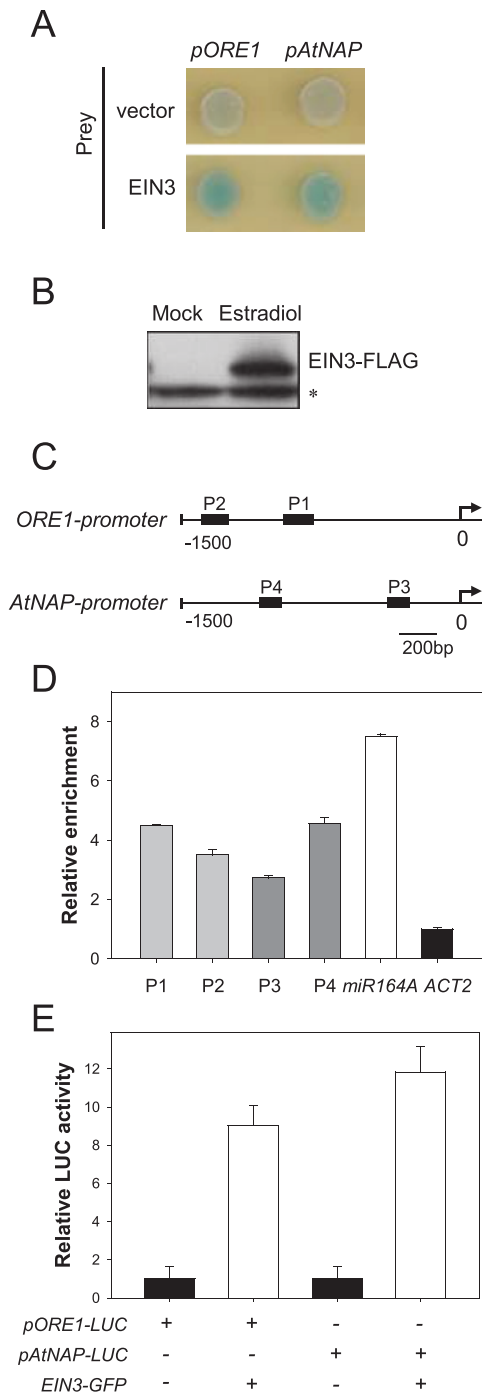 A
pORE1 pAtNAP
Prey
vector
EIN3
B
Mock Estradiol
EIN3-FLAG
*
C
P2 P1
ORE1-promoter
-1500 0
P4 P3
AtNAP-promoter
-1500 0
200bp
D
Relative enrichment
8
6
4
2
0
P1 P2 P3 P4 miR164A ACT2
E
Relative LUC activity
12
10
8
6
4
2
0
pORE1-LUC + + - -
pAtNAP-LUC - - + +
EIN3-GFP - + - +